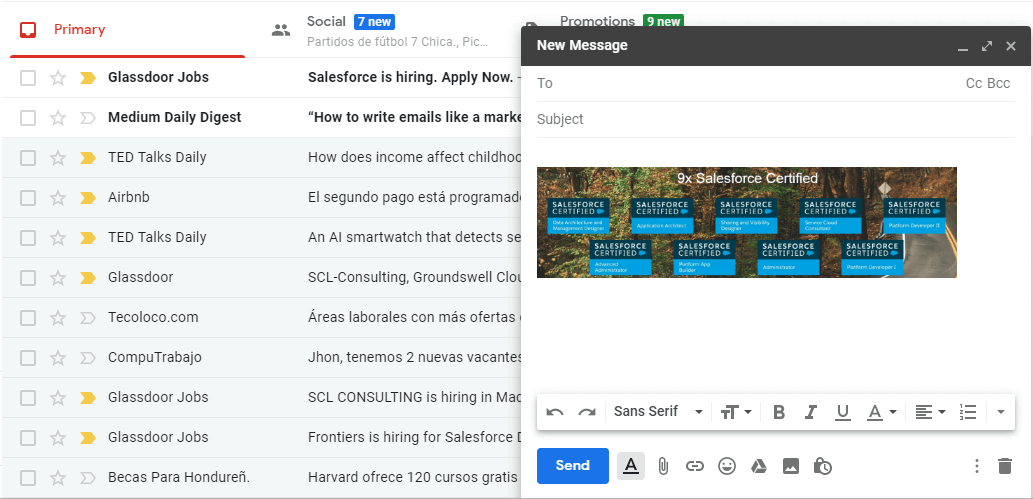 Primary
Social 7 new
Partidos de fútbol 7 Chica., Pic...
Promotions 9 new
Glassdoor Jobs Salesforce is hiring. Apply Now. -
Medium Daily Digest “How to write emails like a marke
TED Talks Daily How does income affect childhoo
Airbnb El segundo pago está programado
TED Talks Daily An AI smartwatch that detects se
Glassdoor SCL-Consulting, Groundswell Clou
Tecoloco.com Áreas laborales con más ofertas
CompuTrabajo Jhon, tenemos 2 nuevas vacantes
Glassdoor Jobs SCL CONSULTING is hiring in Mad
Glassdoor Jobs Frontiers is hiring for Salesforce D
Becas Para Hondureñ. Harvard ofrece 120 cursos gratis
New Message
To Cc Bcc
Subject
9x Salesforce Certified
SALESFORCE SALESFORCE SALESFORCE SALESFORCE SALESFORCE
CERTIFIED CERTIFIED CERTIFIED CERTIFIED CERTIFIED
Data Architecture and Management Designer
Application Architect
Sharing and Visibility Designer
Service Cloud Consultant
Platform Developer II
SALESFORCE SALESFORCE SALESFORCE SALESFORCE
CERTIFIED CERTIFIED CERTIFIED CERTIFIED
Advanced Administrator
Platform App Builder
Administrator
Platform Developer I
Sans Serif
Send